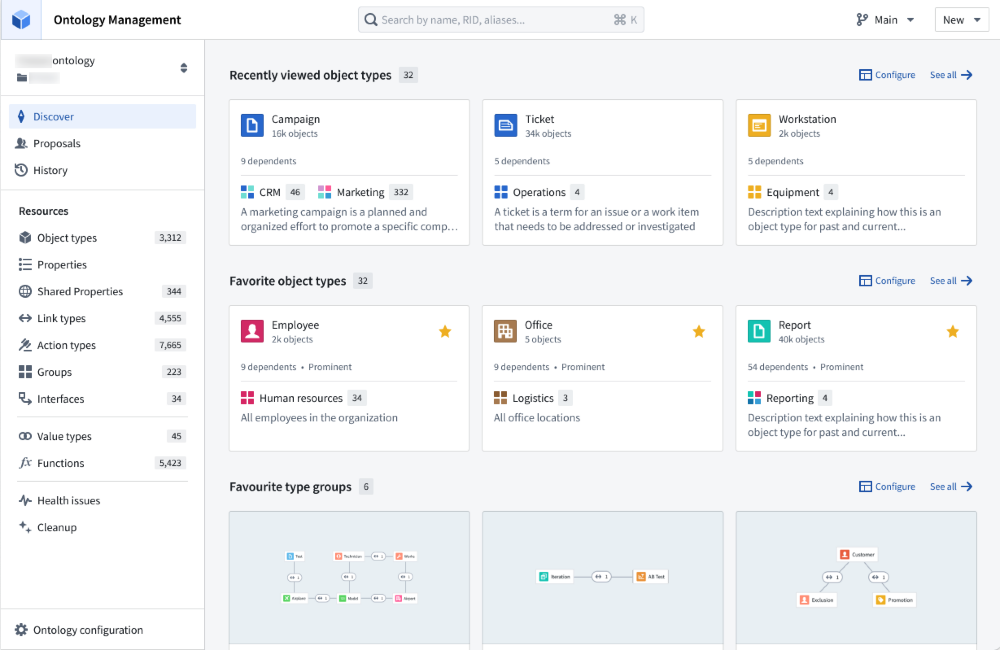 Ontology Management
Search by name, RID, aliases...
⌘ K
Main
New
ontology
Discover
Proposals
History
Resources
Object types 3,312
Properties
Shared Properties 344
Link types 4,555
Action types 7,665
Groups 223
Interfaces 34
Value types 45
Functions 5,423
Health issues
Cleanup
Ontology configuration
Recently viewed object types 32
Configure
See all
Campaign
16k objects
9 dependents
CRM 46 Marketing 332
A marketing campaign is a planned and
organized effort to promote a specific comp...
Ticket
34k objects
5 dependents
Operations 4
A ticket is a term for an issue or a work item
that needs to be addressed or investigated
Workstation
2k objects
5 dependents
Equipment 4
Description text explaining how this is an
object type for past and current...
Favorite object types 32
Configure
See all
Employee
2k objects
9 dependents • Prominent
Human resources 34
All employees in the organization
Office
5 objects
9 dependents • Prominent
Logistics 3
All office locations
Report
40k objects
54 dependents • Prominent
Reporting 4
Description text explaining how this is an
object type for past and current...
Favourite type groups 6
Configure
See all
Test
Technician
1
Works
1
1
1
Airplane
1
Model
1
Airport
Iteration
1
AB Test
Customer
1
1
Exclusion
Promotion